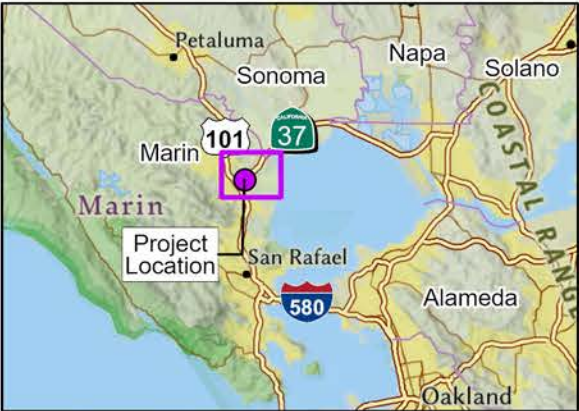 Petaluma
Napa
Sonoma
Solano
COASTAL RANGE
101
CALIFORNIA
37
Marin
Marin
Project
Location
San Rafael
580
Alameda
Oakland